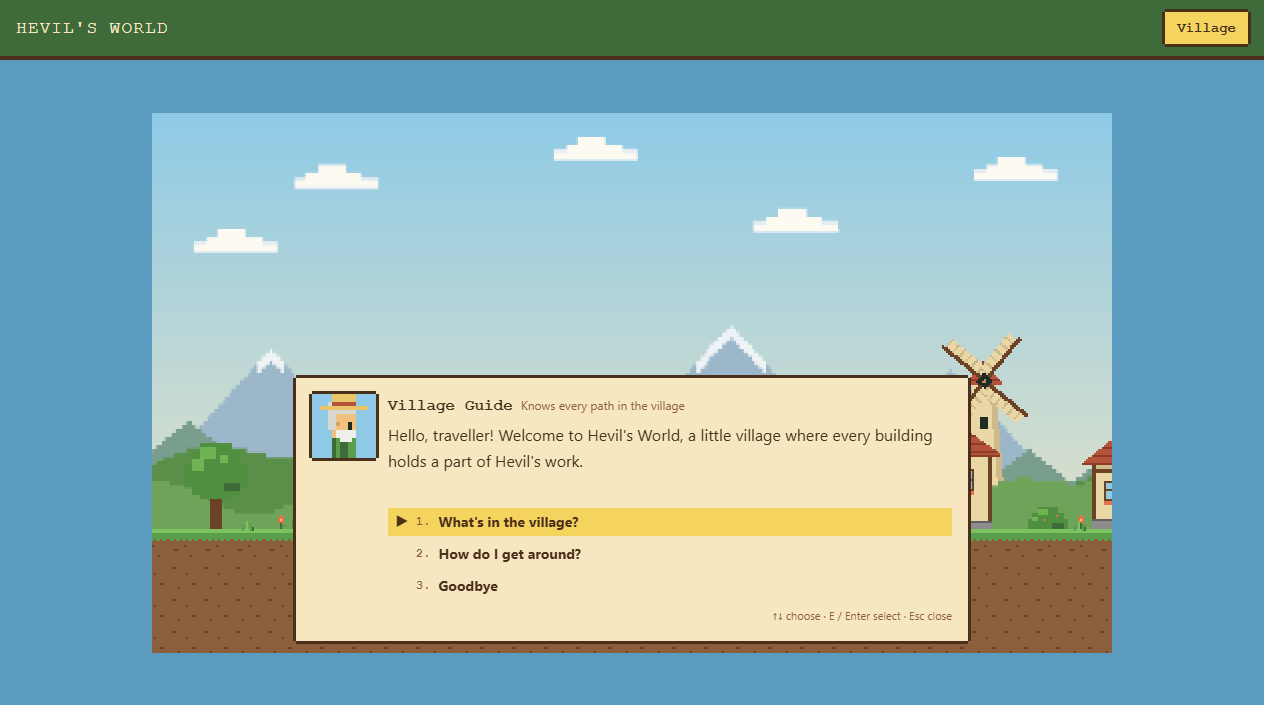 HEVIL'S WORLD
Village
Village Guide Knows every path in the village
Hello, traveller! Welcome to Hevil's World, a little village where every building
holds a part of Hevil's work.
▶ 1. What's in the village?
2. How do I get around?
3. Goodbye
↑↓ choose · E / Enter select · Esc close